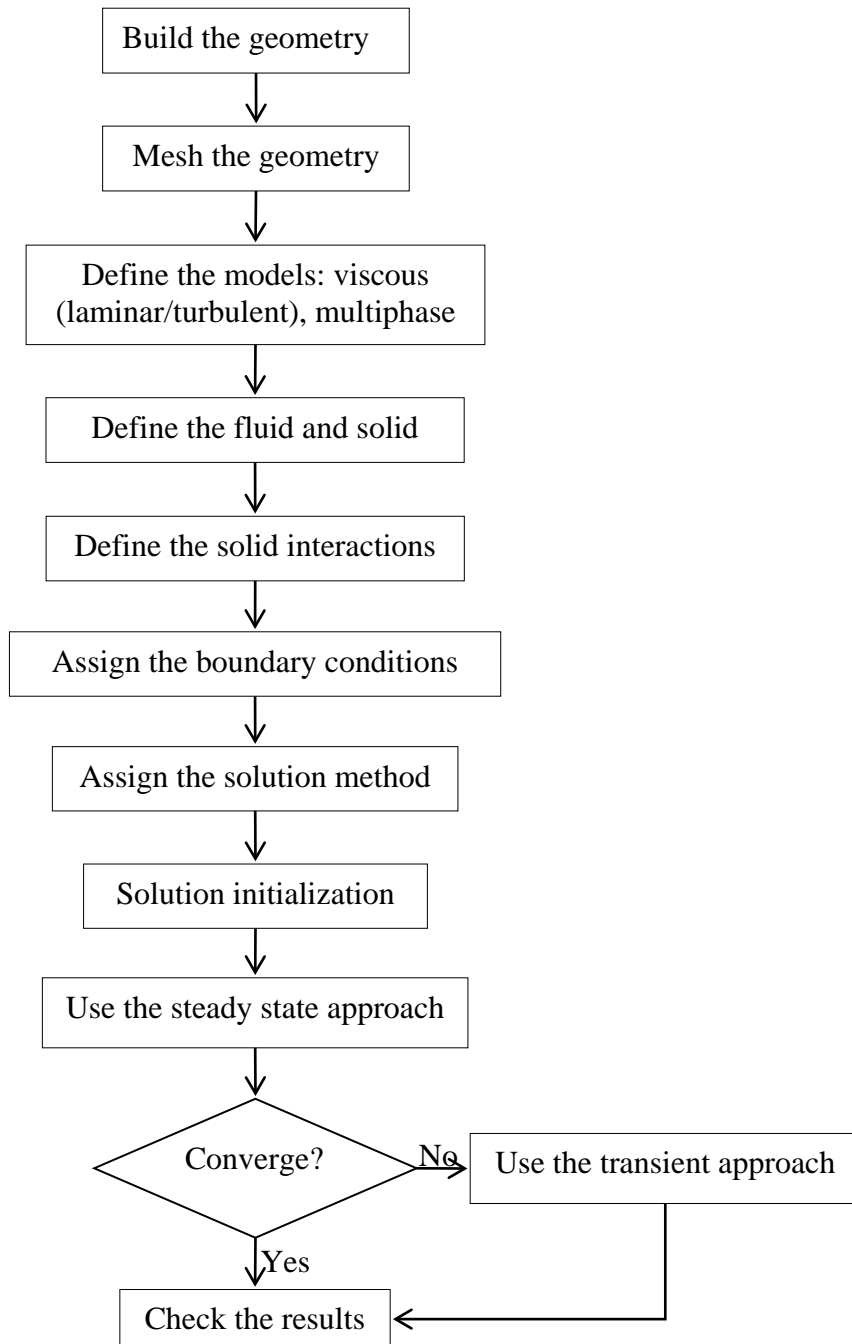 Build the geometry
Mesh the geometry
Define the models: viscous
(laminar/turbulent), multiphase
Define the fluid and solid
Define the solid interactions
Assign the boundary conditions
Assign the solution method
Solution initialization
Use the steady state approach
Converge?
No
Use the transient approach
Yes
Check the results